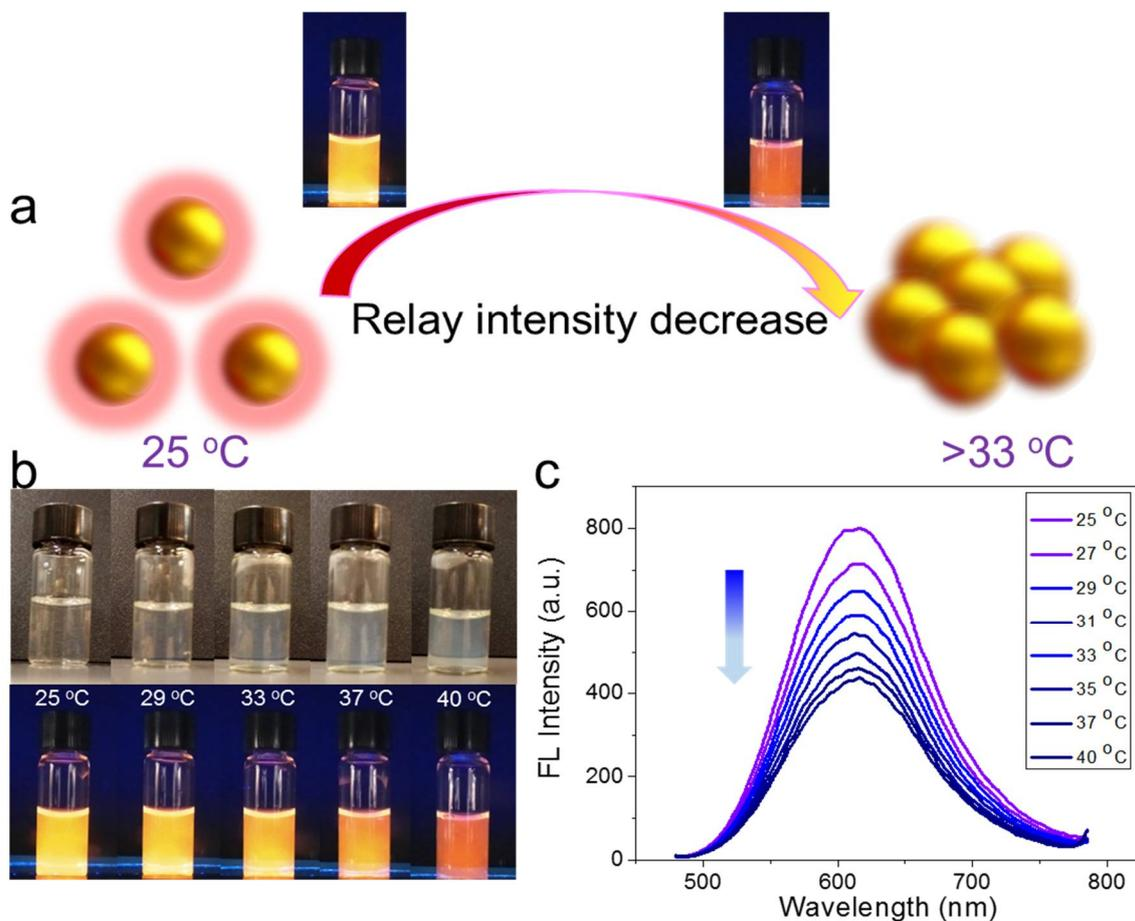 a
Relay intensity decrease
25 °C
>33 °C
b
25 °C
29 °C
33 °C
37 °C
40 °C
c
FL Intensity (a.u.)
800
600
400
200
0
500
600
700
800
Wavelength (nm)
25 °C
27 °C
29 °C
31 °C
33 °C
35 °C
37 °C
40 °C